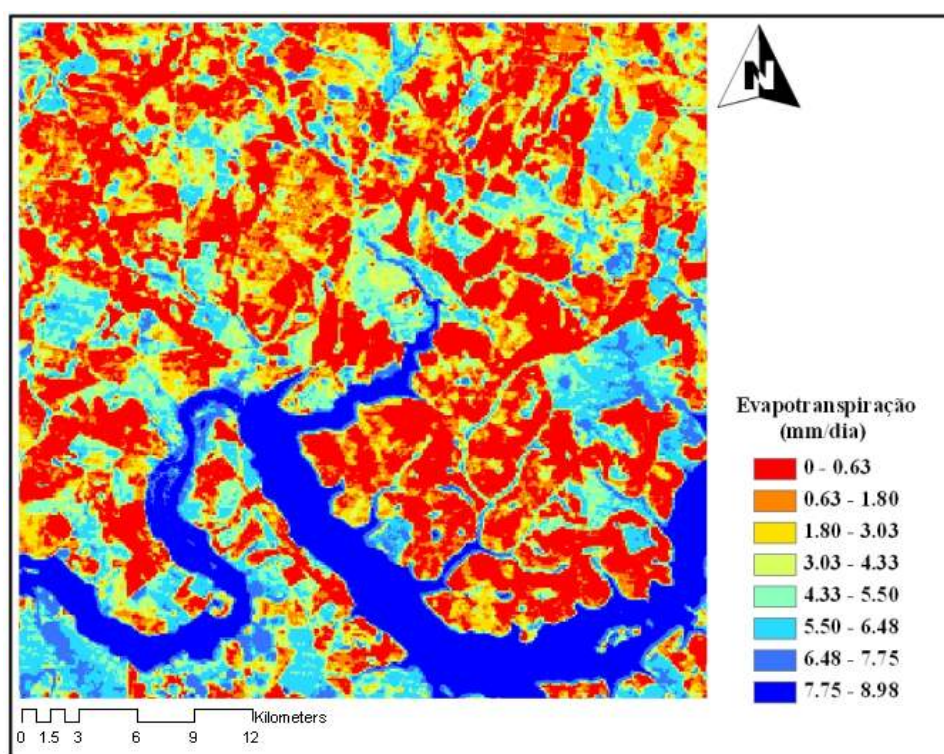 N
Evapotranspiração
(mm/dia)
0 - 0.63
0.63 - 1.80
1.80 - 3.03
3.03 - 4.33
4.33 - 5.50
5.50 - 6.48
6.48 - 7.75
7.75 - 8.98
Kilometers
0 1.5 3 6 9 12